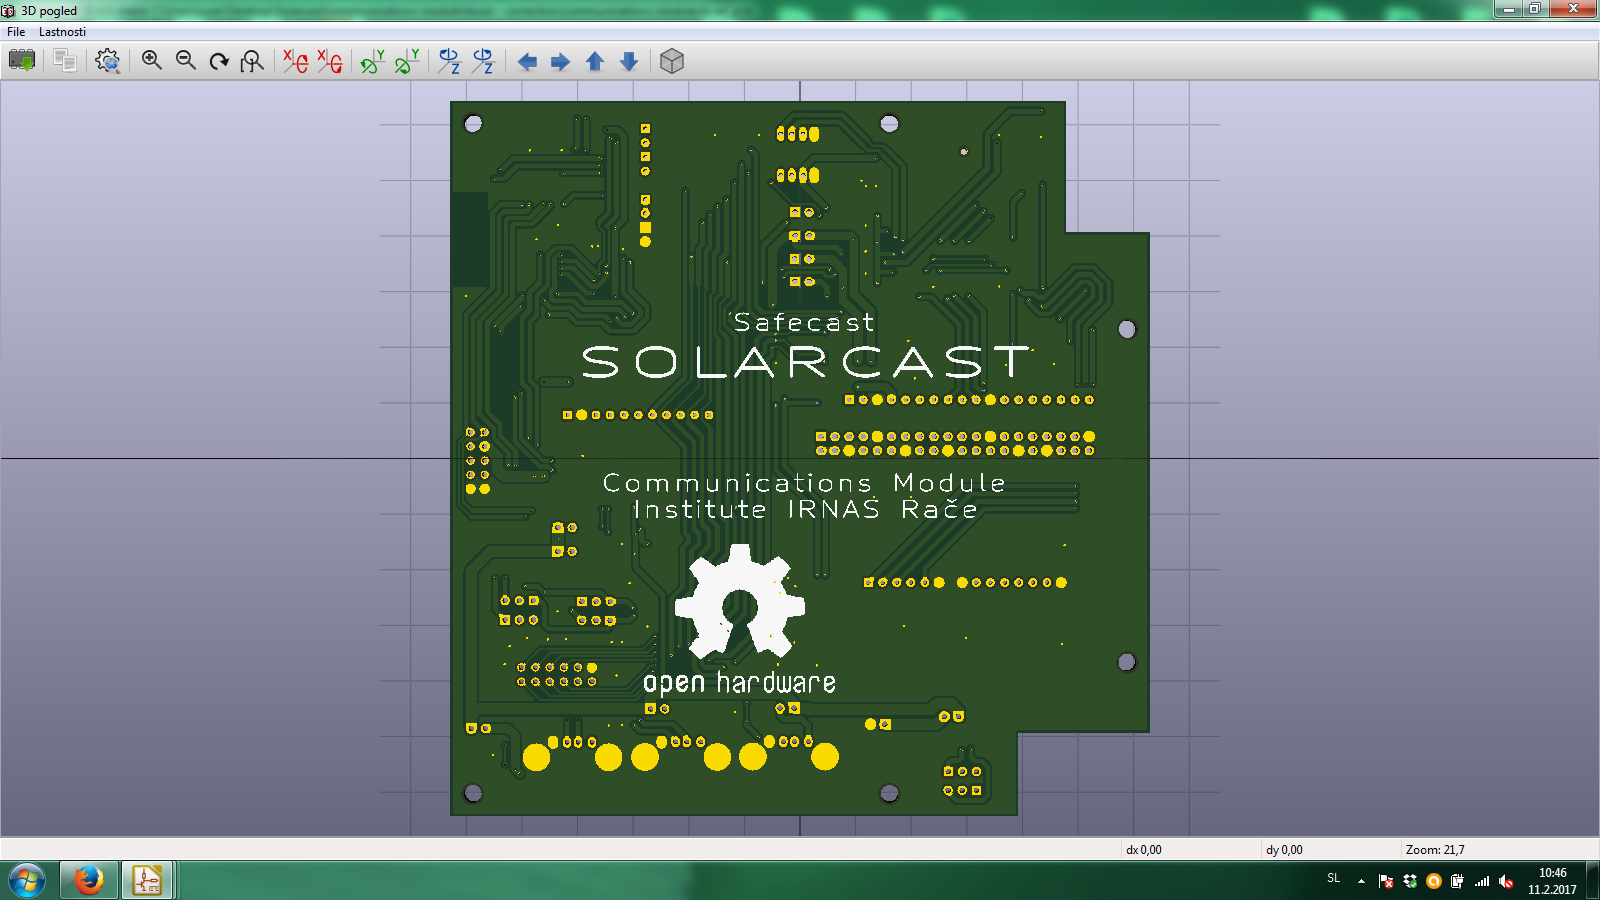 3D pogled
File Lastnosti
X X Y Y Z Z
Safecast
SOLARCAST
Communications Module
Institute IRNAS Rače
open hardware
dx 0,00 dy 0,00 Zoom: 21,7
SL
10:46
11.2.2017